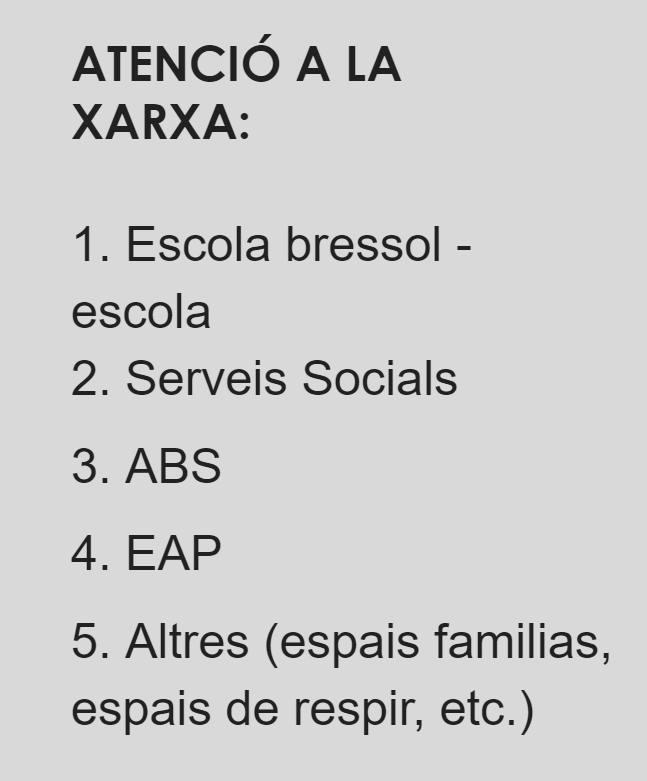 ATENCIÓ A LA
XARXA:
1. Escola bressol -
escola
2. Serveis Socials
3. ABS
4. EAP
5. Altres (espais familias,
espais de respir, etc.)